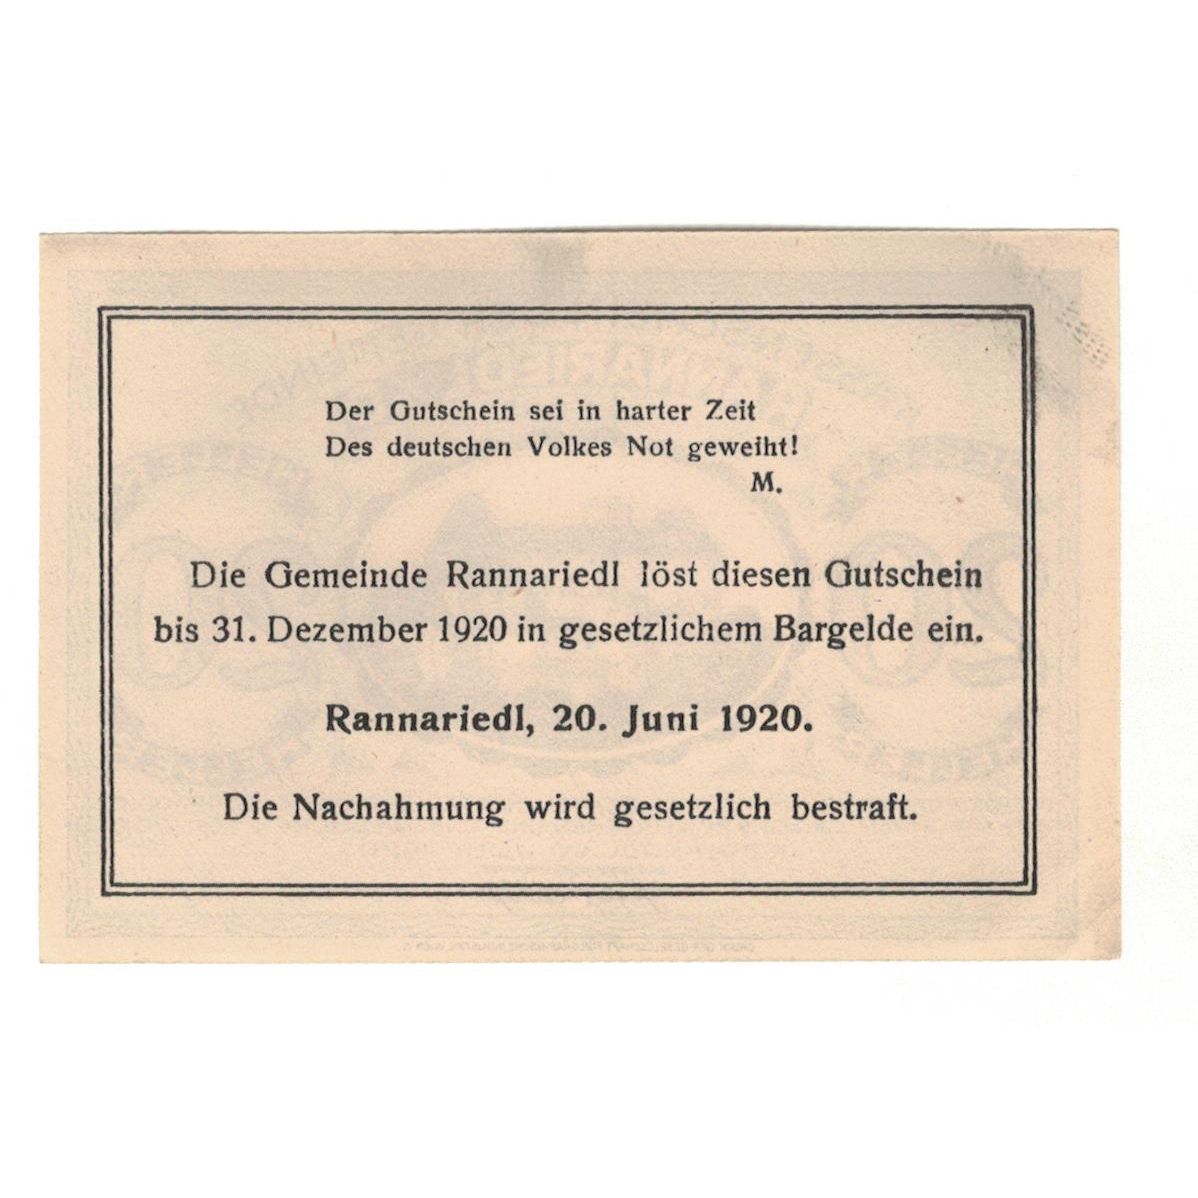 Der Gutschein sei in harter Zeit
Des deutschen Volkes Not geweiht!
M.
Die Gemeinde Rannariedl löst diesen Gutschein
bis 31. Dezember 1920 in gesetzlichem Bargelde ein.
Rannariedl, 20. Juni 1920.
Die Nachahmung wird gesetzlich bestraft.